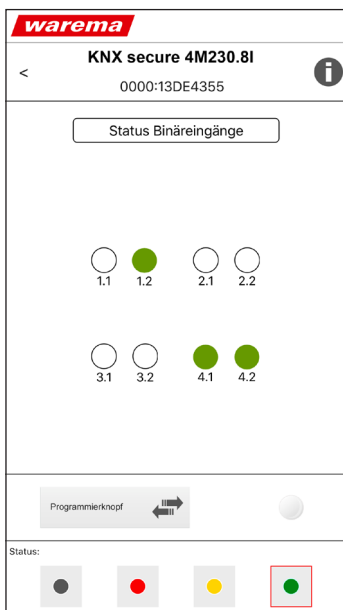 warema
KNX secure 4M230.8I
<
0000:13DE4355
i
Status Binäreingänge
1.1 1.2 2.1 2.2
3.1 3.2 4.1 4.2
Programmierknopf
Status: